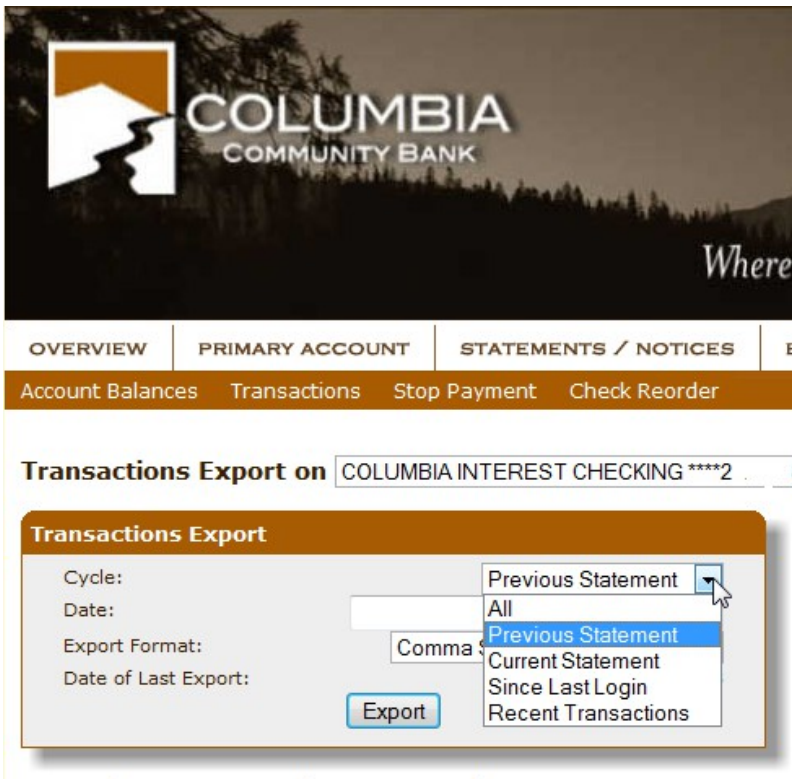 COLUMBIA
COMMUNITY BANK
Where
OVERVIEW PRIMARY ACCOUNT STATEMENTS / NOTICES
Account Balances Transactions Stop Payment Check Reorder
Transactions Export on COLUMBIA INTEREST CHECKING ****2
Transactions Export
Cycle: Previous Statement
Date: All
Previous Statement
Export Format: Comma
Current Statement
Date of Last Export: Since Last Login
Export Recent Transactions